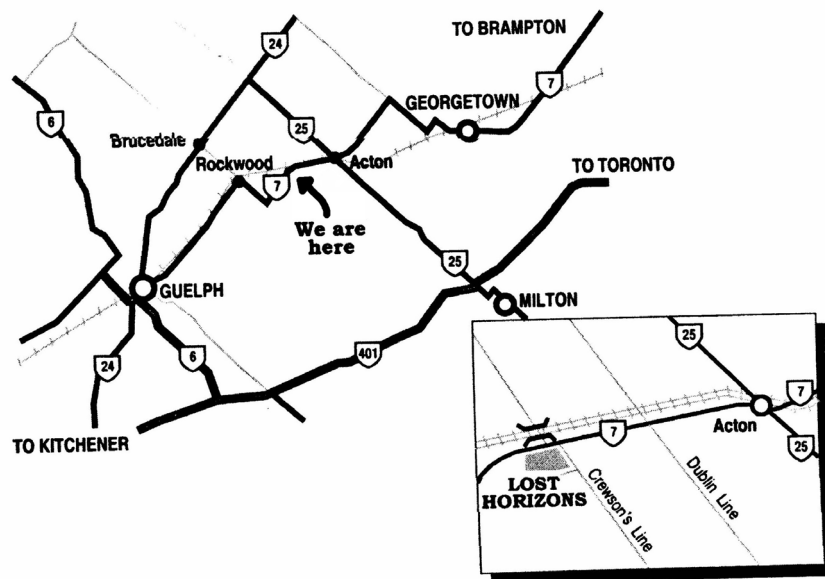 TO BRAMPTON
24
7
GEORGETOWN
6
25
Brucedale
Rockwood
Acton
7
TO TORONTO
We are
here
25
GUELPH
MILTON
401
24
6
TO KITCHENER
25
7
Acton
7
25
LOST
HORIZONS
Crewson's Line
Dublin Line